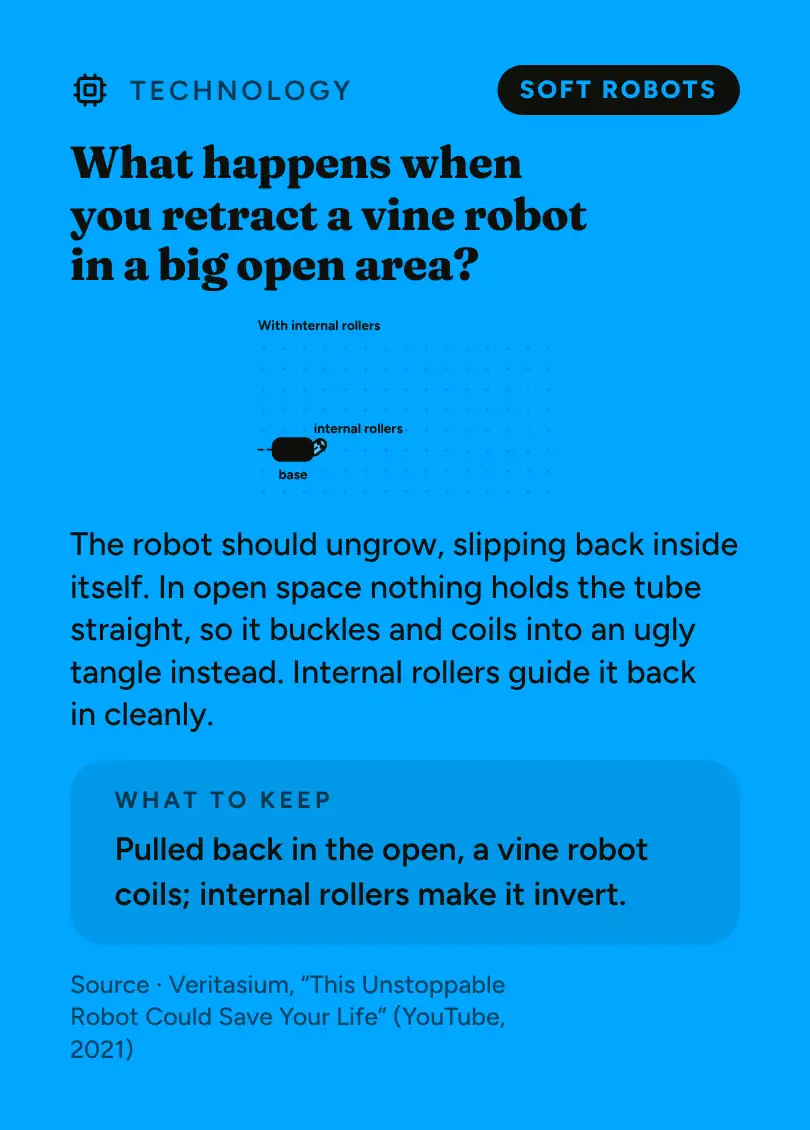 TECHNOLOGY
SOFT ROBOTS
What happens when
you retract a vine robot
in a big open area?
With internal rollers
internal rollers
base
The robot should ungrow, slipping back inside
itself. In open space nothing holds the tube
straight, so it buckles and coils into an ugly
tangle instead. Internal rollers guide it back
in cleanly.
WHAT TO KEEP
Pulled back in the open, a vine robot
coils; internal rollers make it invert.
Source · Veritasium, “This Unstoppable
Robot Could Save Your Life” (YouTube,
2021)